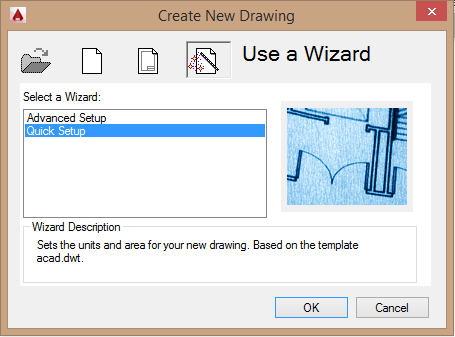 Create New Drawing
Use a Wizard
Select a Wizard:
Advanced Setup
Quick Setup
Wizard Description
Sets the units and area for your new drawing. Based on the template
acad.dwt.
OK
Cancel